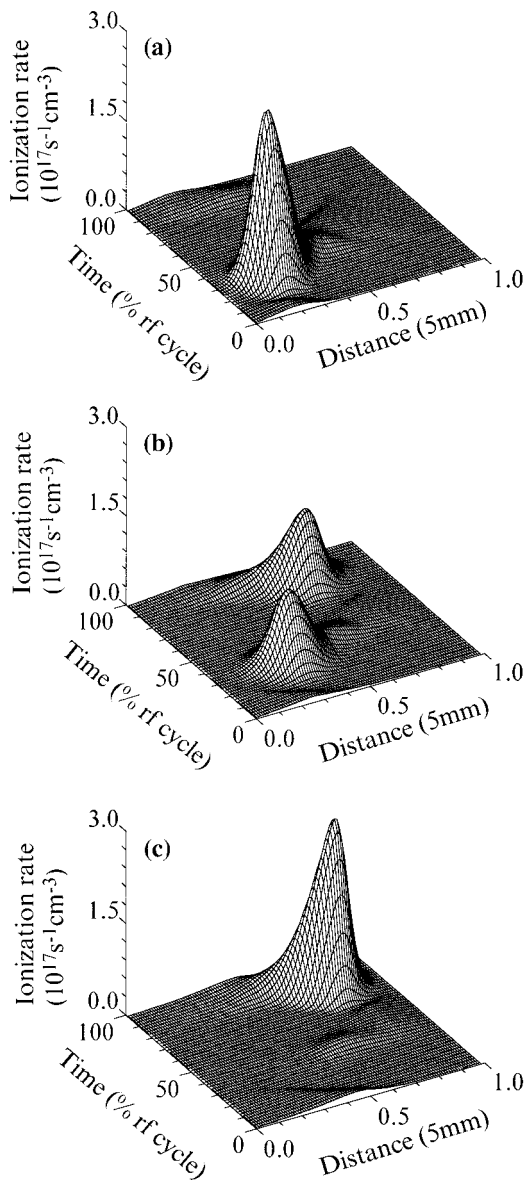 (a)
Ionization rate
(10¹⁷s⁻¹cm⁻³)
3.0
1.5
0.0
100
50
0
Time (% rf cycle)
0.0
0.5
1.0
Distance (5mm)
(b)
Ionization rate
(10¹⁷s⁻¹cm⁻³)
3.0
1.5
0.0
100
50
0
Time (% rf cycle)
0.0
0.5
1.0
Distance (5mm)
(c)
Ionization rate
(10¹⁷s⁻¹cm⁻³)
3.0
1.5
0.0
100
50
0
Time (% rf cycle)
0.0
0.5
1.0
Distance (5mm)